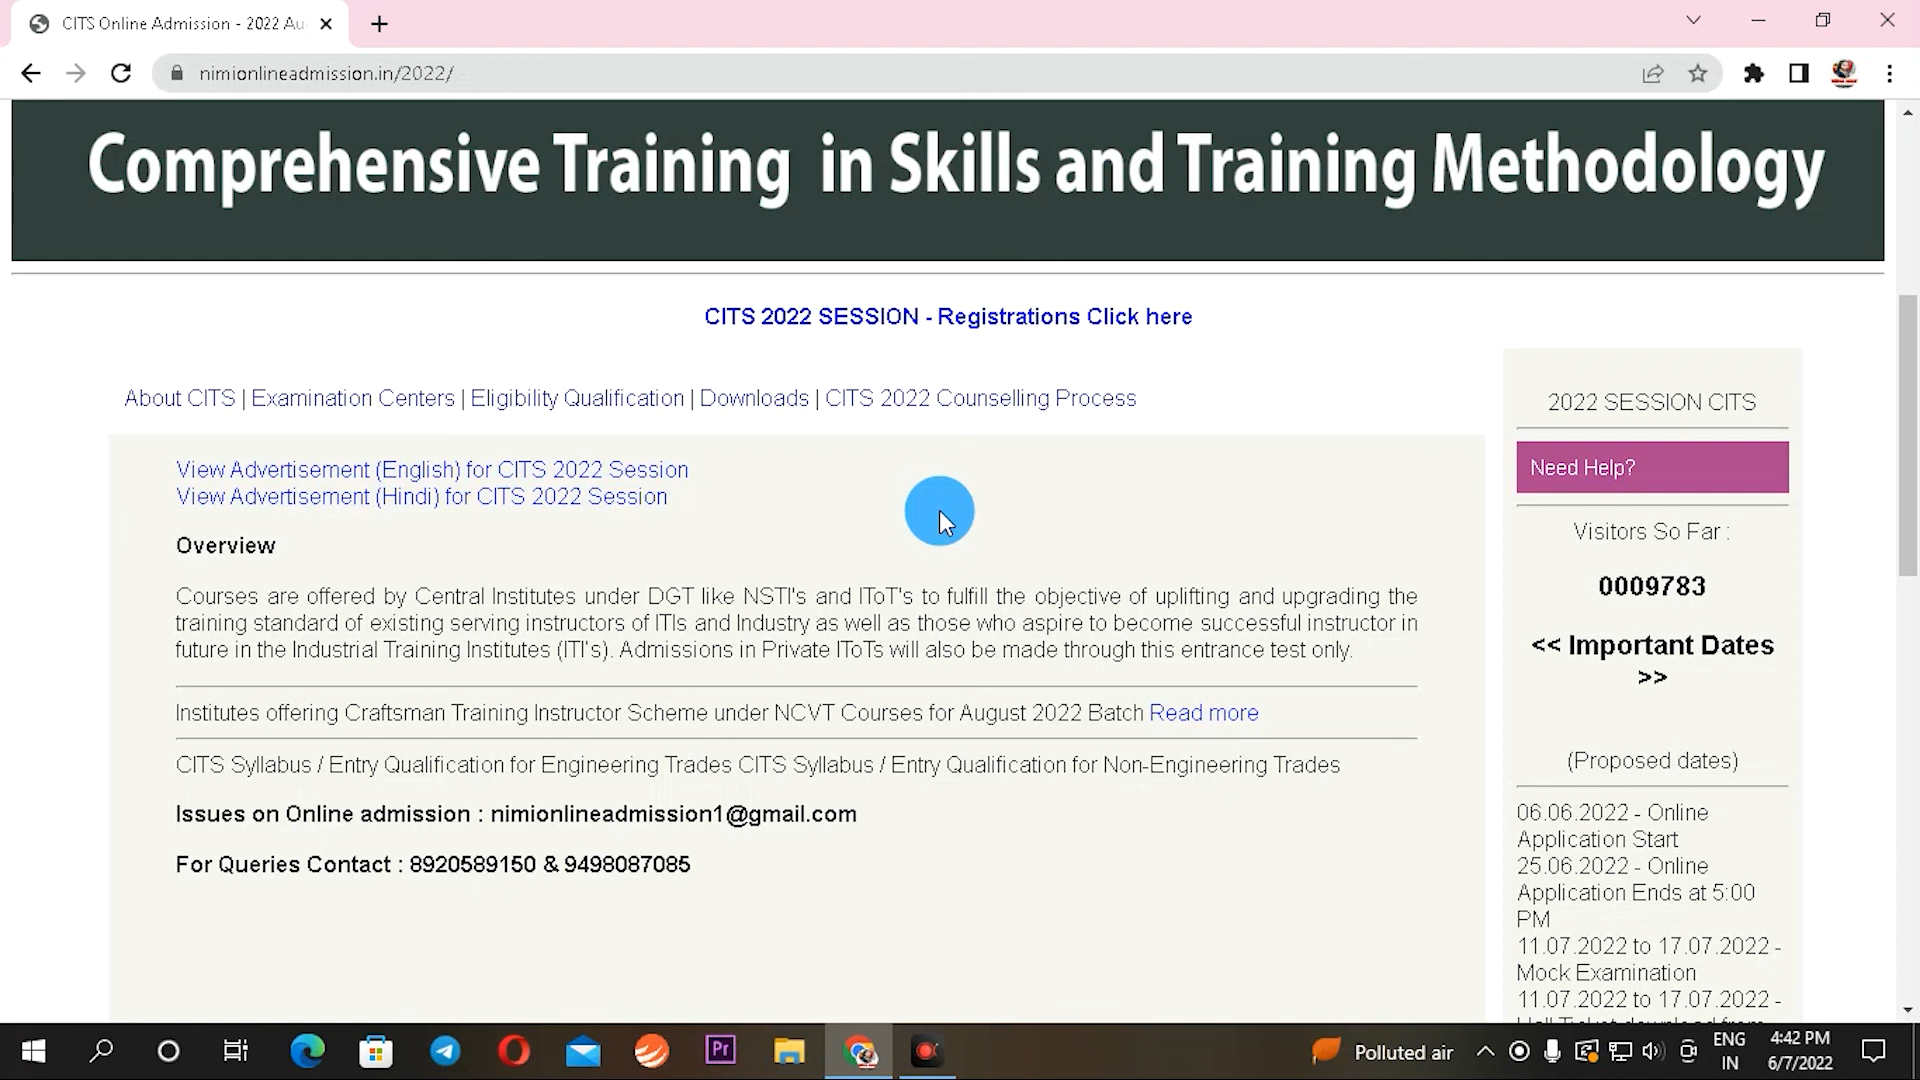 CITS Online Admission - 2022 Au
nimionlineadmission.in/2022/
Comprehensive Training in Skills and Training Methodology
CITS 2022 SESSION - Registrations Click here
About CITS | Examination Centers | Eligibility Qualification | Downloads | CITS 2022 Counselling Process
View Advertisement (English) for CITS 2022 Session
View Advertisement (Hindi) for CITS 2022 Session
Overview
Courses are offered by Central Institutes under DGT like NSTI's and IToT's to fulfill the objective of uplifting and upgrading the
training standard of existing serving instructors of ITIs and Industry as well as those who aspire to become successful instructor in
future in the Industrial Training Institutes (ITI's). Admissions in Private IToTs will also be made through this entrance test only.
Institutes offering Craftsman Training Instructor Scheme under NCVT Courses for August 2022 Batch Read more
CITS Syllabus / Entry Qualification for Engineering Trades CITS Syllabus / Entry Qualification for Non-Engineering Trades
Issues on Online admission : nimionlineadmission1@gmail.com
For Queries Contact : 8920589150 & 9498087085
2022 SESSION CITS
Need Help?
Visitors So Far :
0009783
<< Important Dates
>>
(Proposed dates)
06.06.2022 - Online
Application Start
25.06.2022 - Online
Application Ends at 5:00
PM
11.07.2022 to 17.07.2022 -
Mock Examination
11.07.2022 to 17.07.2022 -
Hall Ticket download from
Pr
Polluted air
ENG
IN
4:42 PM
6/7/2022